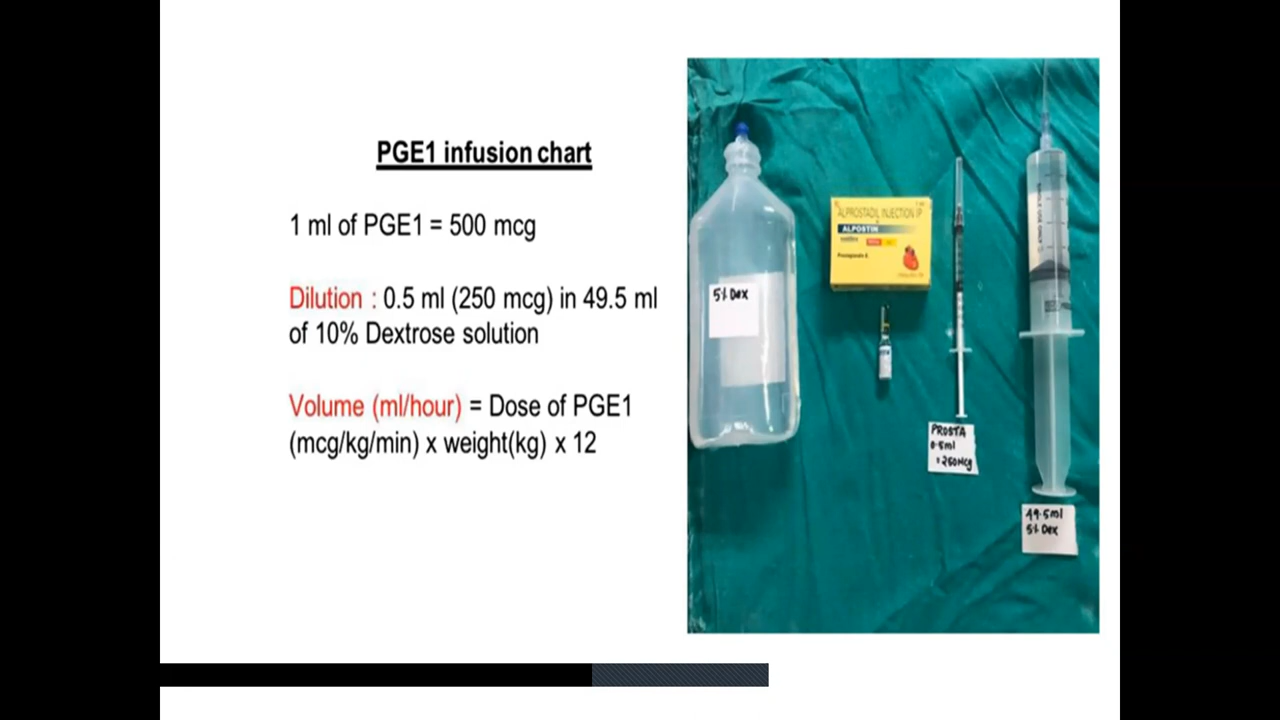 PGE1 infusion chart
1 ml of PGE1 = 500 mcg
Dilution : 0.5 ml (250 mcg) in 49.5 ml
of 10% Dextrose solution
Volume (ml/hour) = Dose of PGE1
(mcg/kg/min) x weight(kg) x 12
5% Dex
ALPROSTADIL INJECTION IP
ALPOSTIN
PROSTA
0.5ml
= 250Mcg
49.5ml
5% Dex